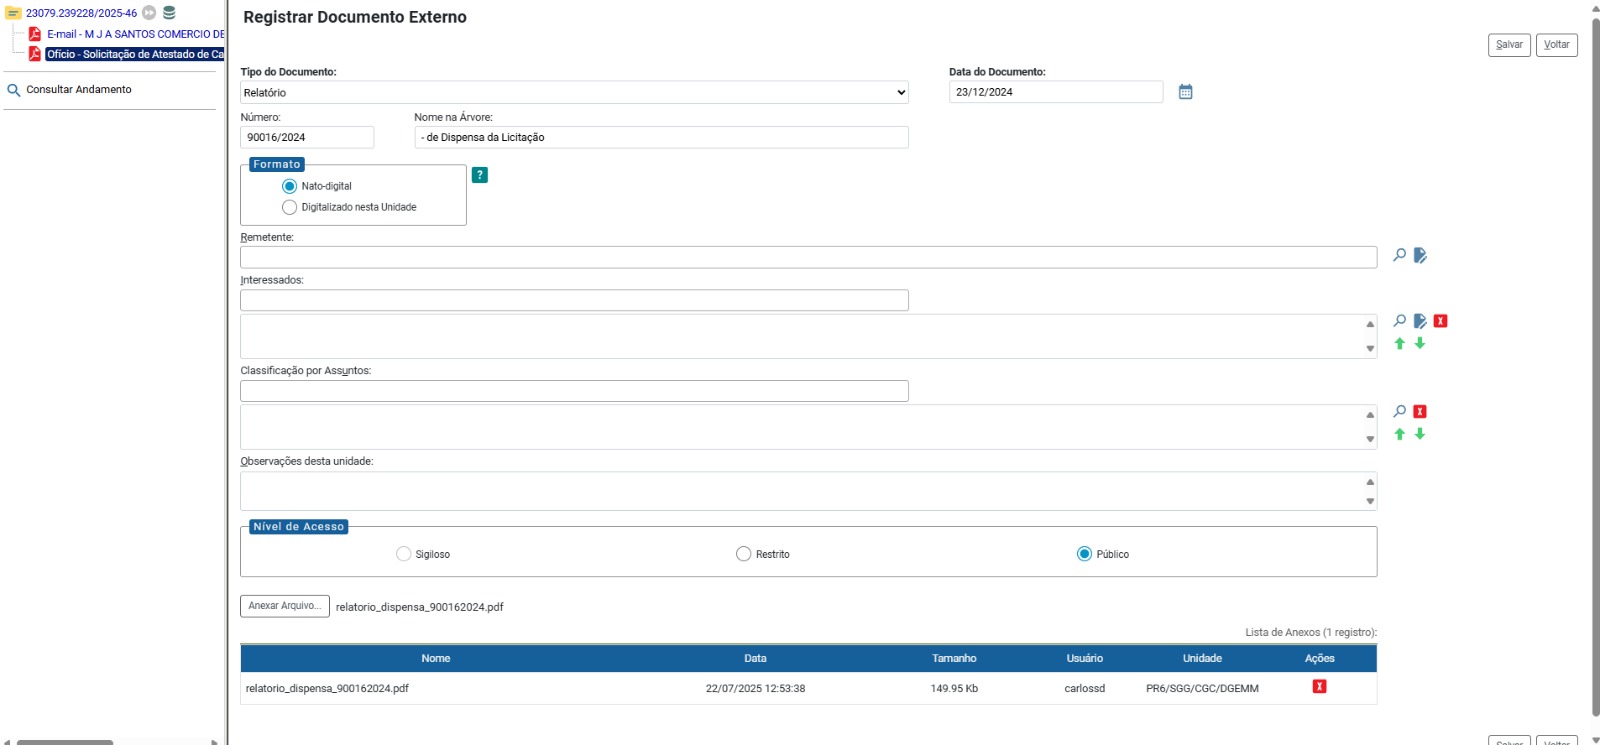 23079.239228/2025-46
E-mail - M J A SANTOS COMERCIO DE
Ofício - Solicitação de Atestado de Ca
Consultar Andamento
Registrar Documento Externo
Salvar Voltar
Tipo do Documento: Data do Documento:
Relatório 23/12/2024
Número: Nome na Árvore:
90016/2024 - de Dispensa da Licitação
Formato
?
Nato-digital
Digitalizado nesta Unidade
Remetente:
Interessados:
X
Classificação por Assuntos:
X
Observações desta unidade:
Nível de Acesso
Sigiloso Restrito Público
Anexar Arquivo... relatorio_dispensa_900162024.pdf
Lista de Anexos (1 registro):
Nome Data Tamanho Usuário Unidade Ações
relatorio_dispensa_900162024.pdf 22/07/2025 12:53:38 149.95 Kb carlossd PR6/SGG/CGC/DGEMM X
Salvar Voltar